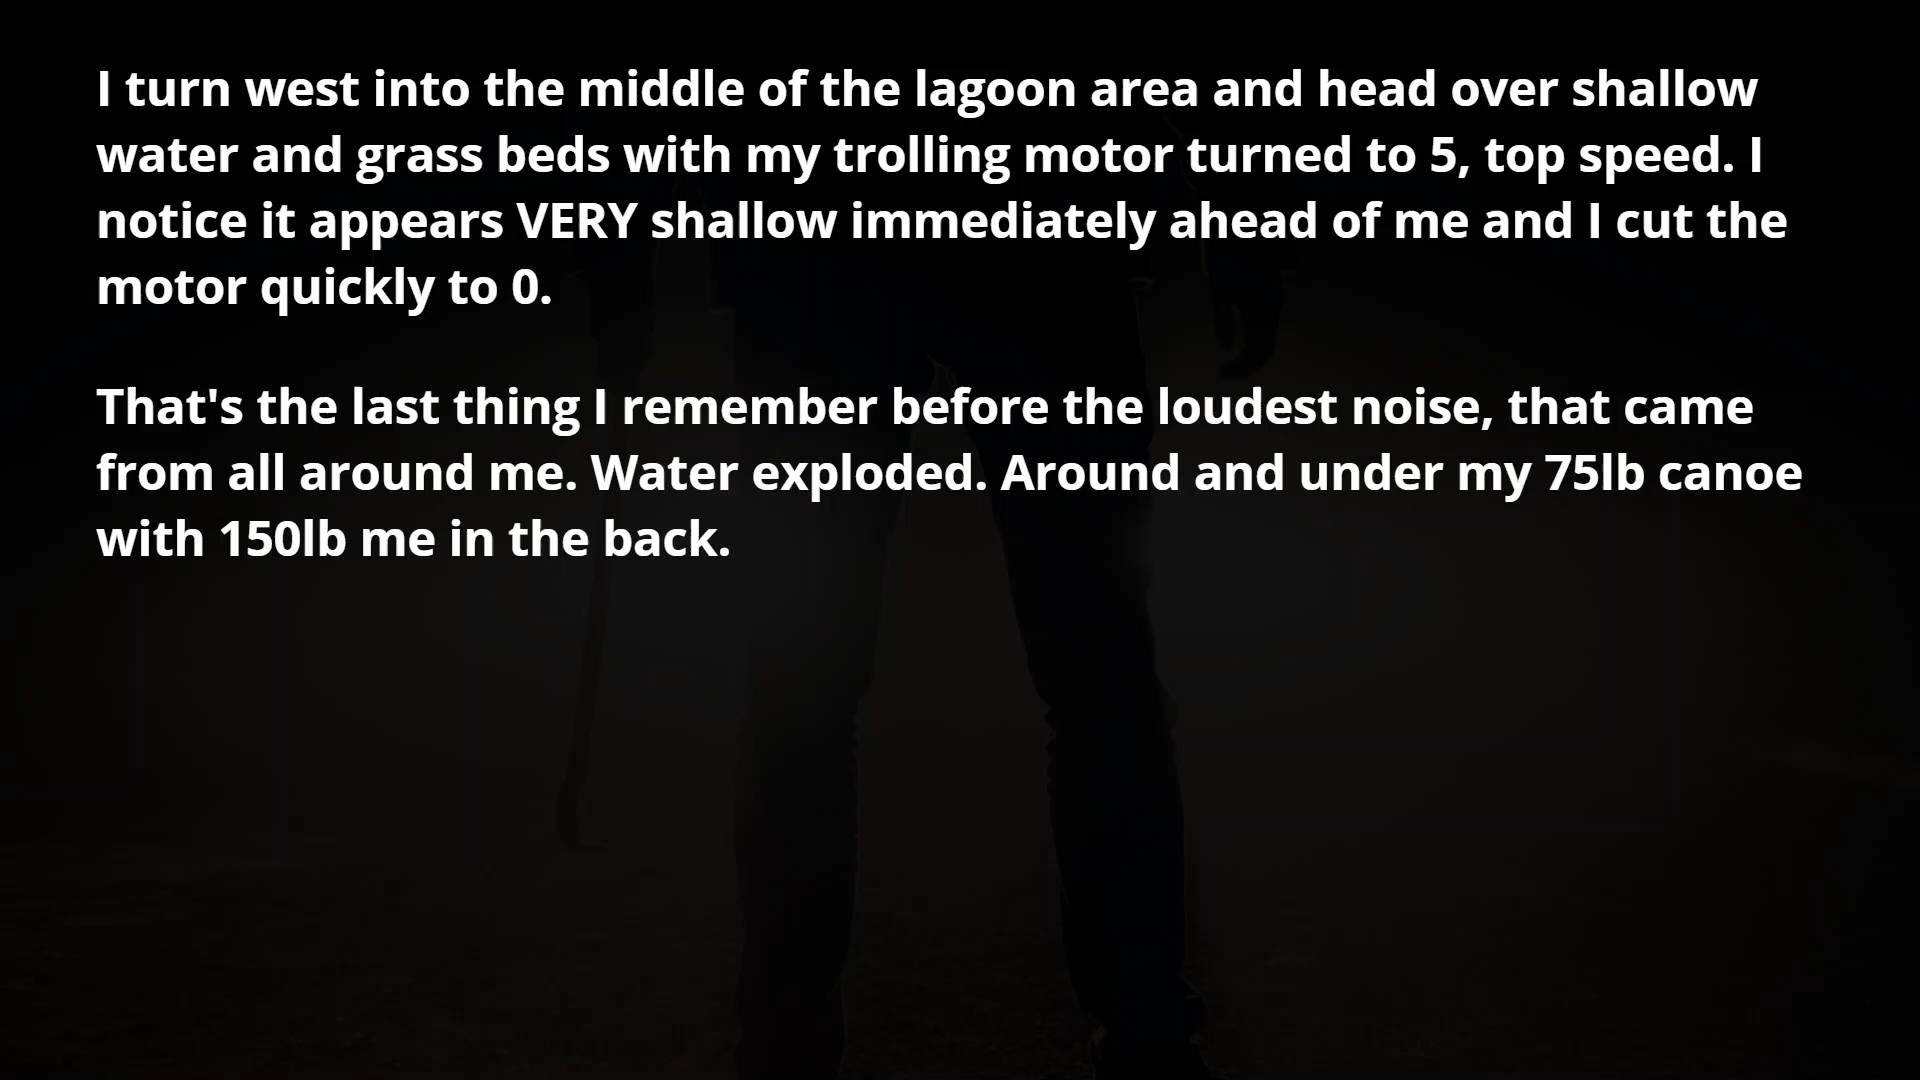 I turn west into the middle of the lagoon area and head over shallow
water and grass beds with my trolling motor turned to 5, top speed. I
notice it appears VERY shallow immediately ahead of me and I cut the
motor quickly to 0.
That's the last thing I remember before the loudest noise, that came
from all around me. Water exploded. Around and under my 75lb canoe
with 150lb me in the back.